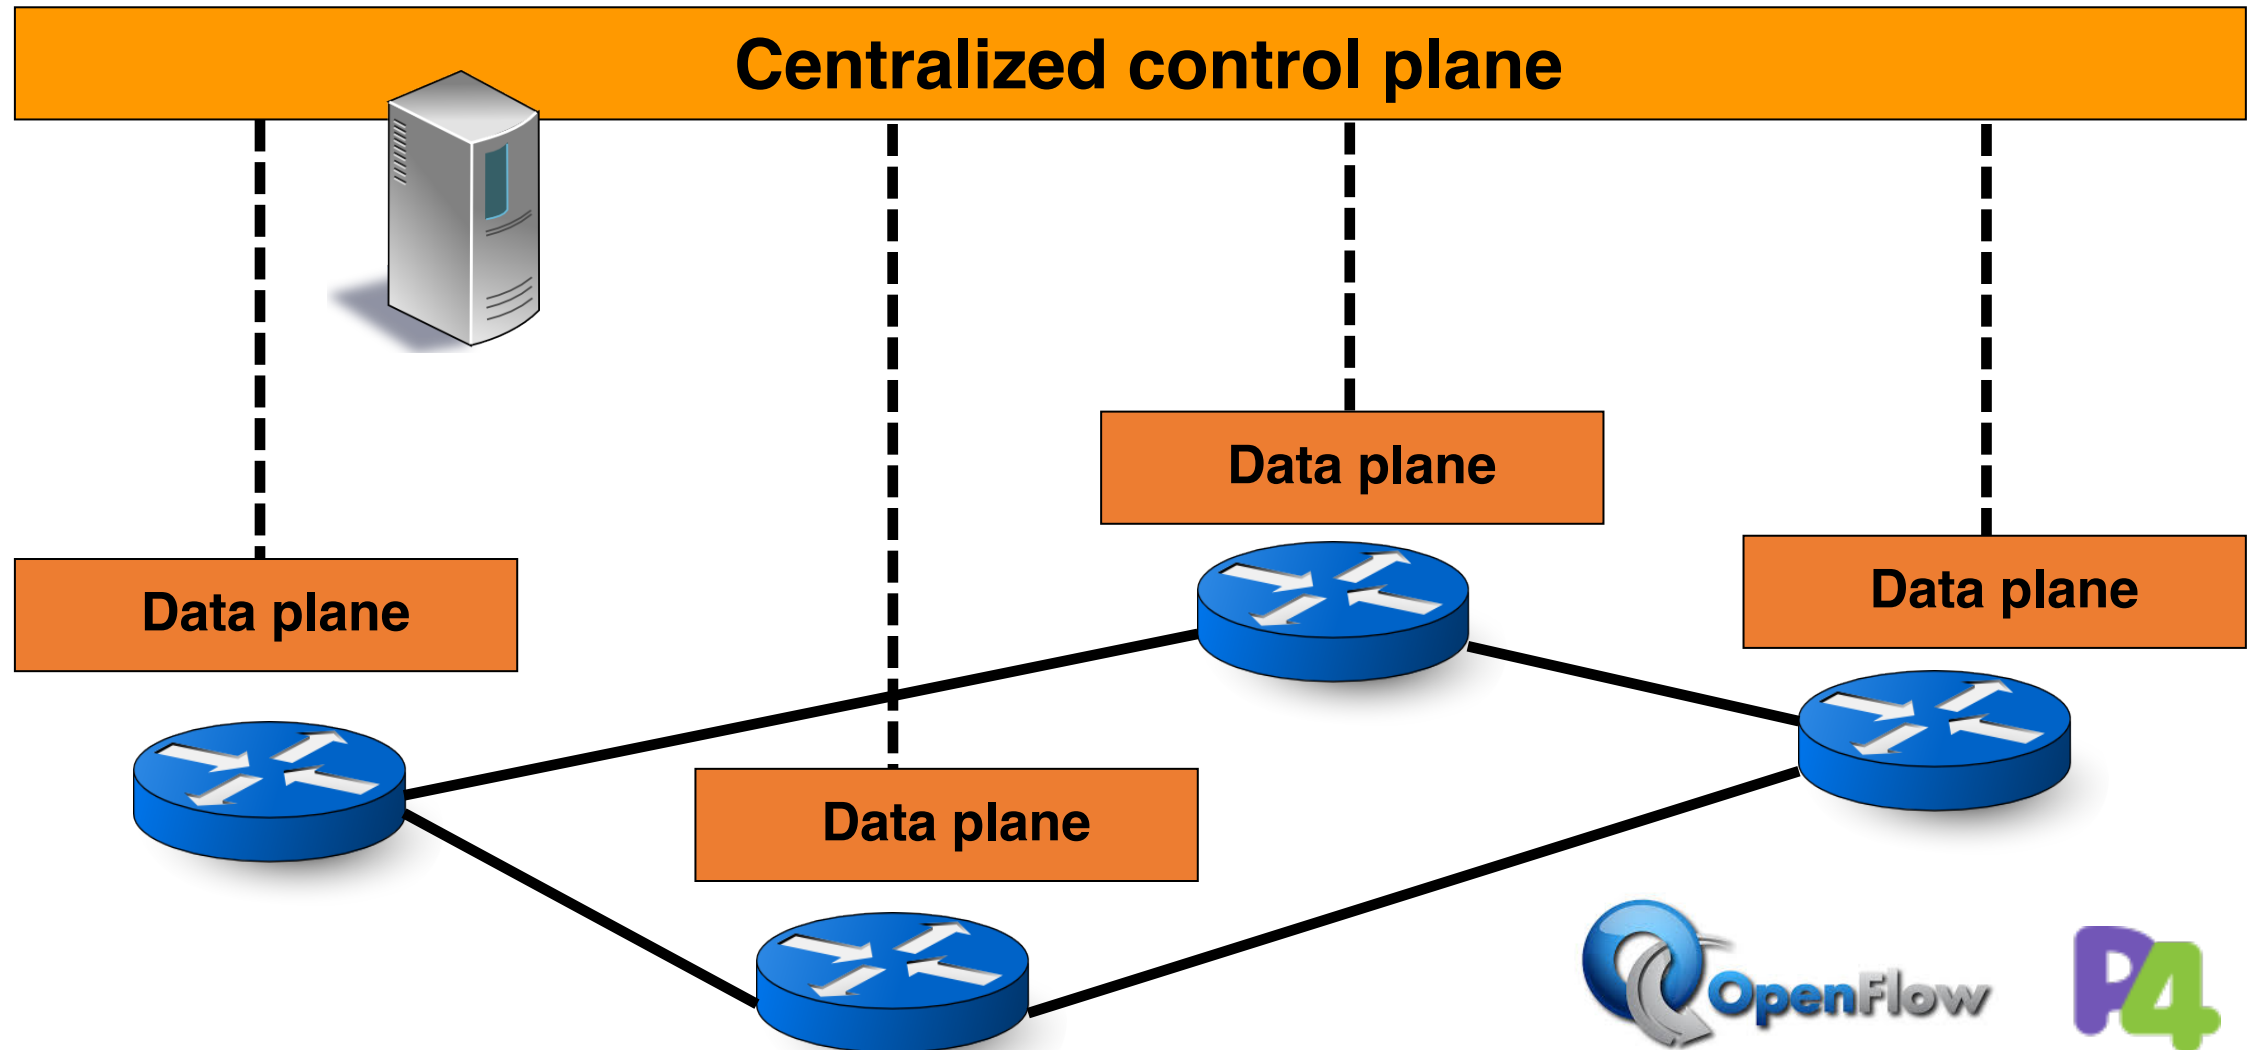 Centralized control plane
Data plane
Data plane
Data plane
Data plane
OpenFlow
P4